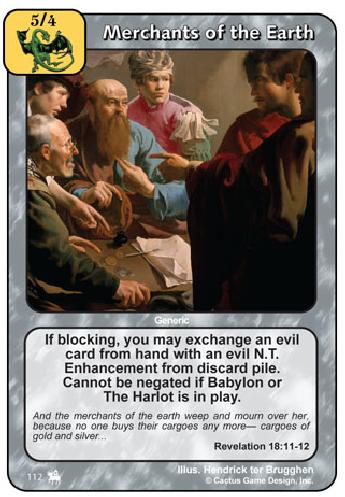 5/4
Merchants of the Earth
Generic
If blocking, you may exchange an evil
card from hand with an evil N.T.
Enhancement from discard pile.
Cannot be negated if Babylon or
The Harlot is in play.
And the merchants of the earth weep and mourn over her,
because no one buys their cargoes any more— cargoes of
gold and silver...
Revelation 18:11-12
112
Illus. Hendrick ter Brugghen
© Cactus Game Design, Inc.